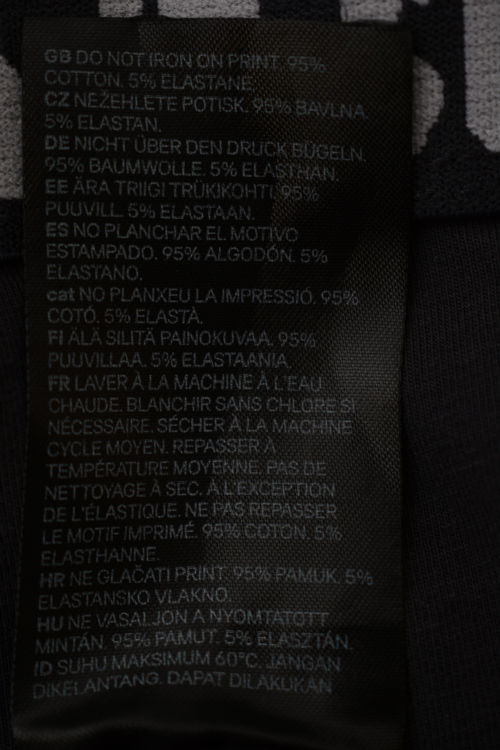 GB DO NOT IRON ON PRINT. 95%
COTTON. 5% ELASTANE.
CZ NEŽEHLETE POTISK. 95% BAVLNA.
5% ELASTAN.
DE NICHT ÜBER DEN DRUCK BÜGELN.
95% BAUMWOLLE. 5% ELASTHAN.
EE ÄRA TRIIGI TRÜKIKOHTI. 95%
PUUVILL. 5% ELASTAAN.
ES NO PLANCHAR EL MOTIVO
ESTAMPADO. 95% ALGODÓN. 5%
ELASTANO.
cat NO PLANXEU LA IMPRESSIÓ. 95%
COTÓ. 5% ELASTÀ.
FI ÄLÄ SILITÄ PAINOKUVAA. 95%
PUUVILLAA. 5% ELASTAANIA.
FR LAVER À LA MACHINE À L'EAU
CHAUDE. BLANCHIR SANS CHLORE SI
NÉCESSAIRE. SÉCHER À LA MACHINE
CYCLE MOYEN. REPASSER À
TEMPÉRATURE MOYENNE. PAS DE
NETTOYAGE À SEC. À L'EXCEPTION
DE L'ÉLASTIQUE. NE PAS REPASSER
LE MOTIF IMPRIMÉ. 95% COTON. 5%
ELASTHANNE.
HR NE GLAČATI PRINT. 95% PAMUK. 5%
ELASTANSKO VLAKNO.
HU NE VASALJON A NYOMTATOTT
MINTÁN. 95% PAMUT. 5% ELASZTÁN.
ID SUHU MAKSIMUM 60°C. JANGAN
DIKELANTANG. DAPAT DILAKUKAN